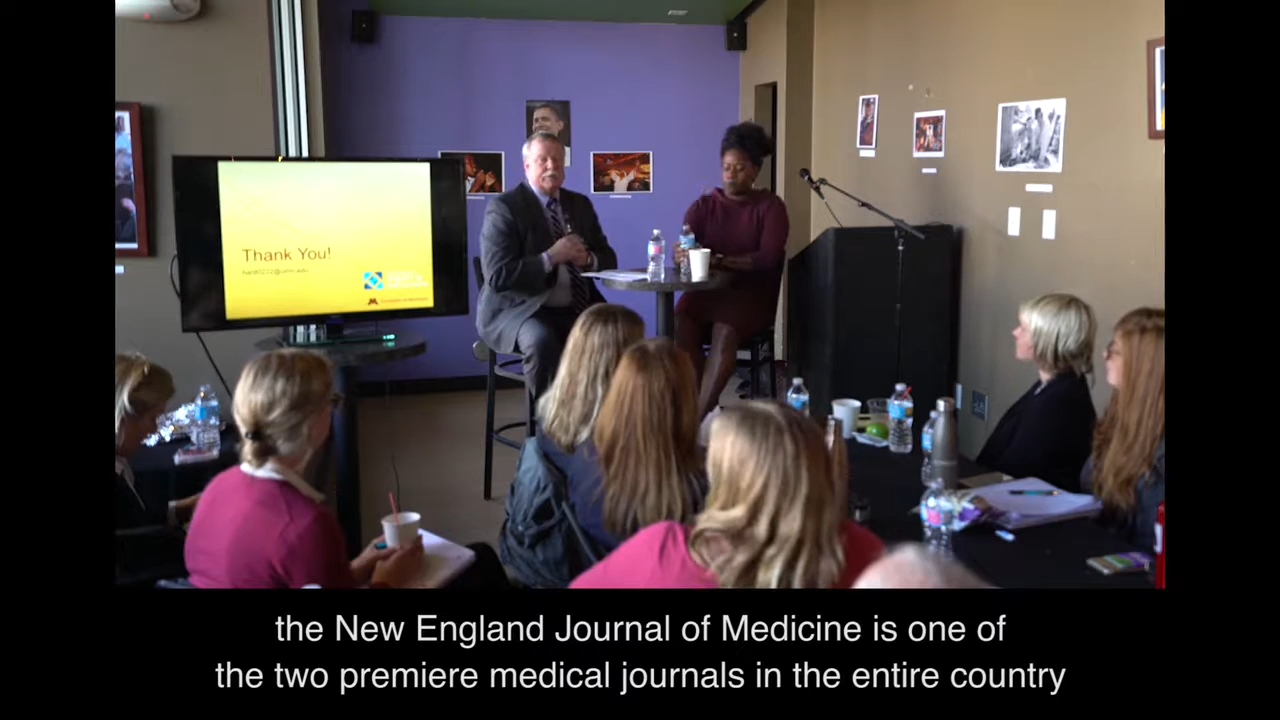 Thank You!
the New England Journal of Medicine is one of
the two premiere medical journals in the entire country